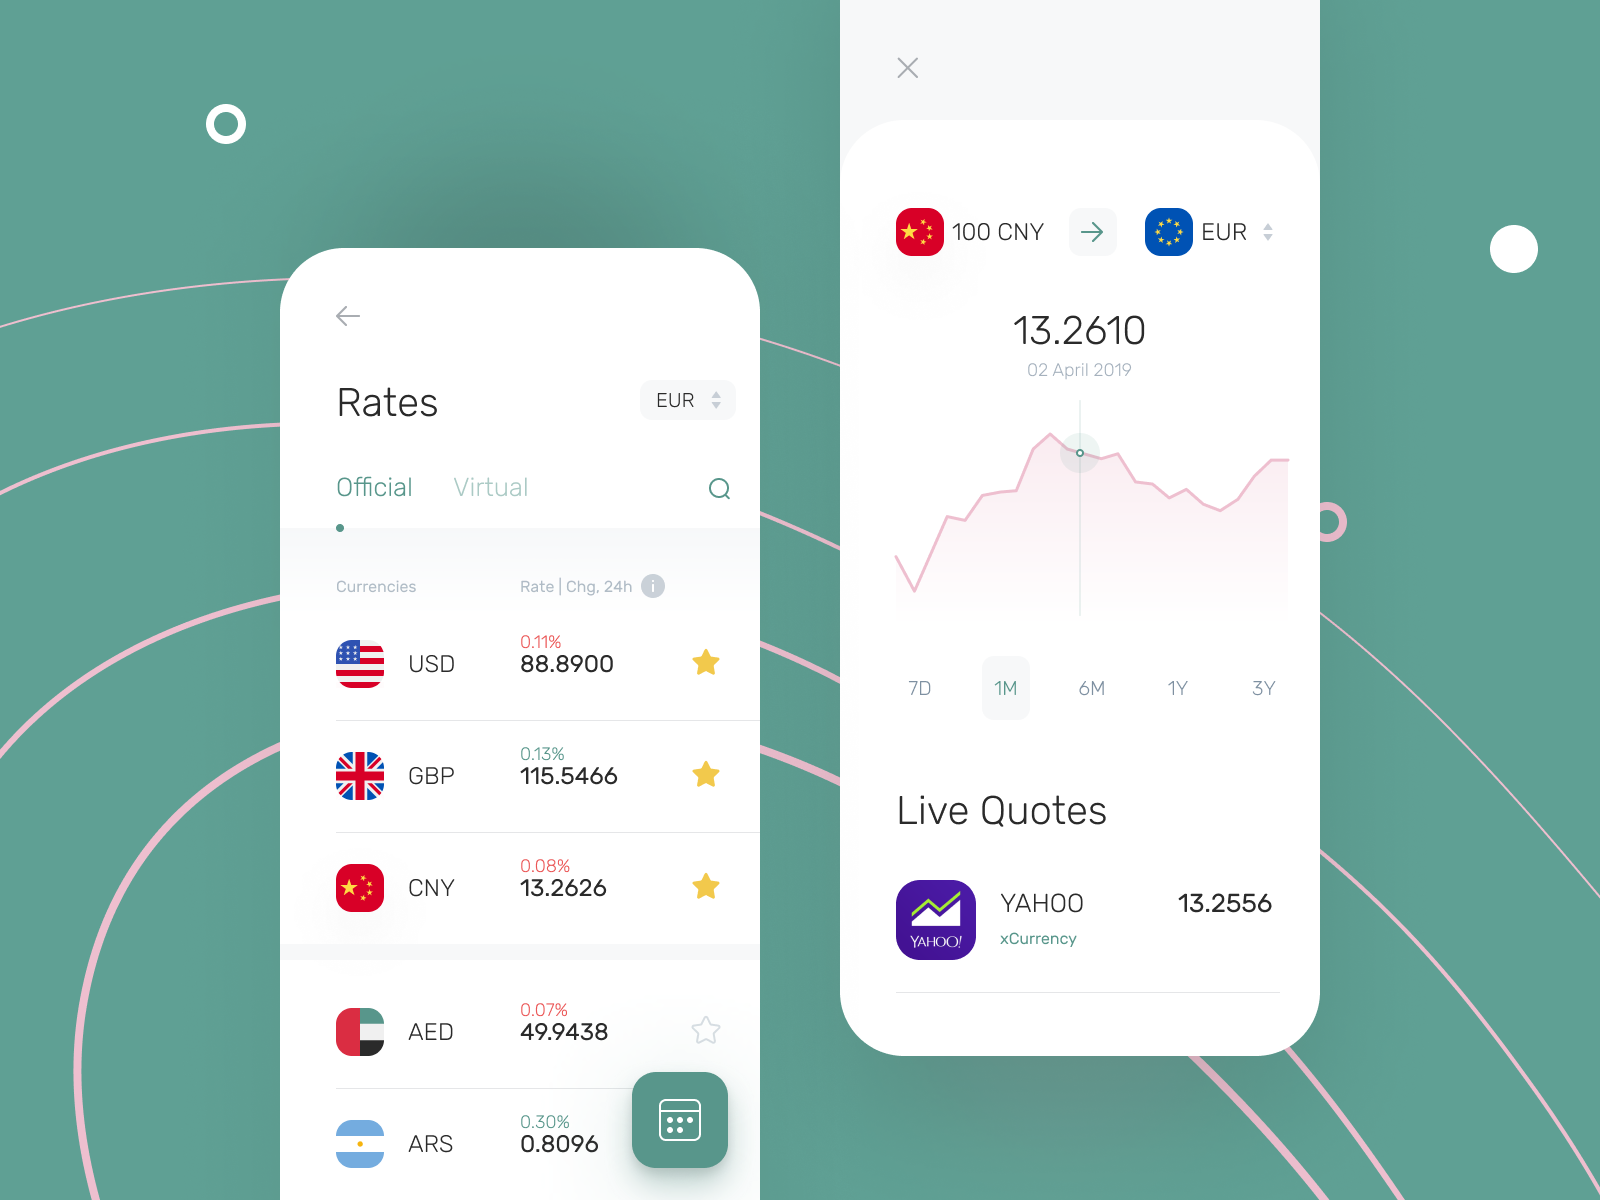 Rates
EUR
Official Virtual
Currencies Rate | Chg, 24h i
0.11%
USD 88.8900
0.13%
GBP 115.5466
0.08%
CNY 13.2626
0.07%
AED 49.9438
0.30%
ARS 0.8096
100 CNY EUR
13.2610
02 April 2019
7D 1M 6M 1Y 3Y
Live Quotes
YAHOO 13.2556
YAHOO!
xCurrency